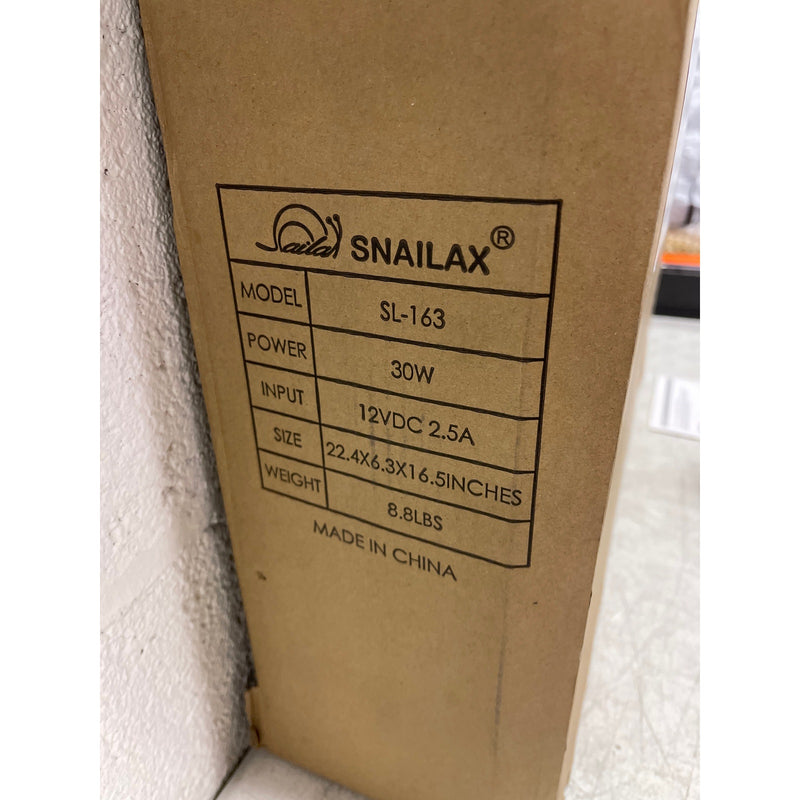 Snailax SNAILAX®
MODEL SL-163
POWER 30W
INPUT 12VDC 2.5A
SIZE 22.4X6.3X16.5INCHES
WEIGHT 8.8LBS
MADE IN CHINA